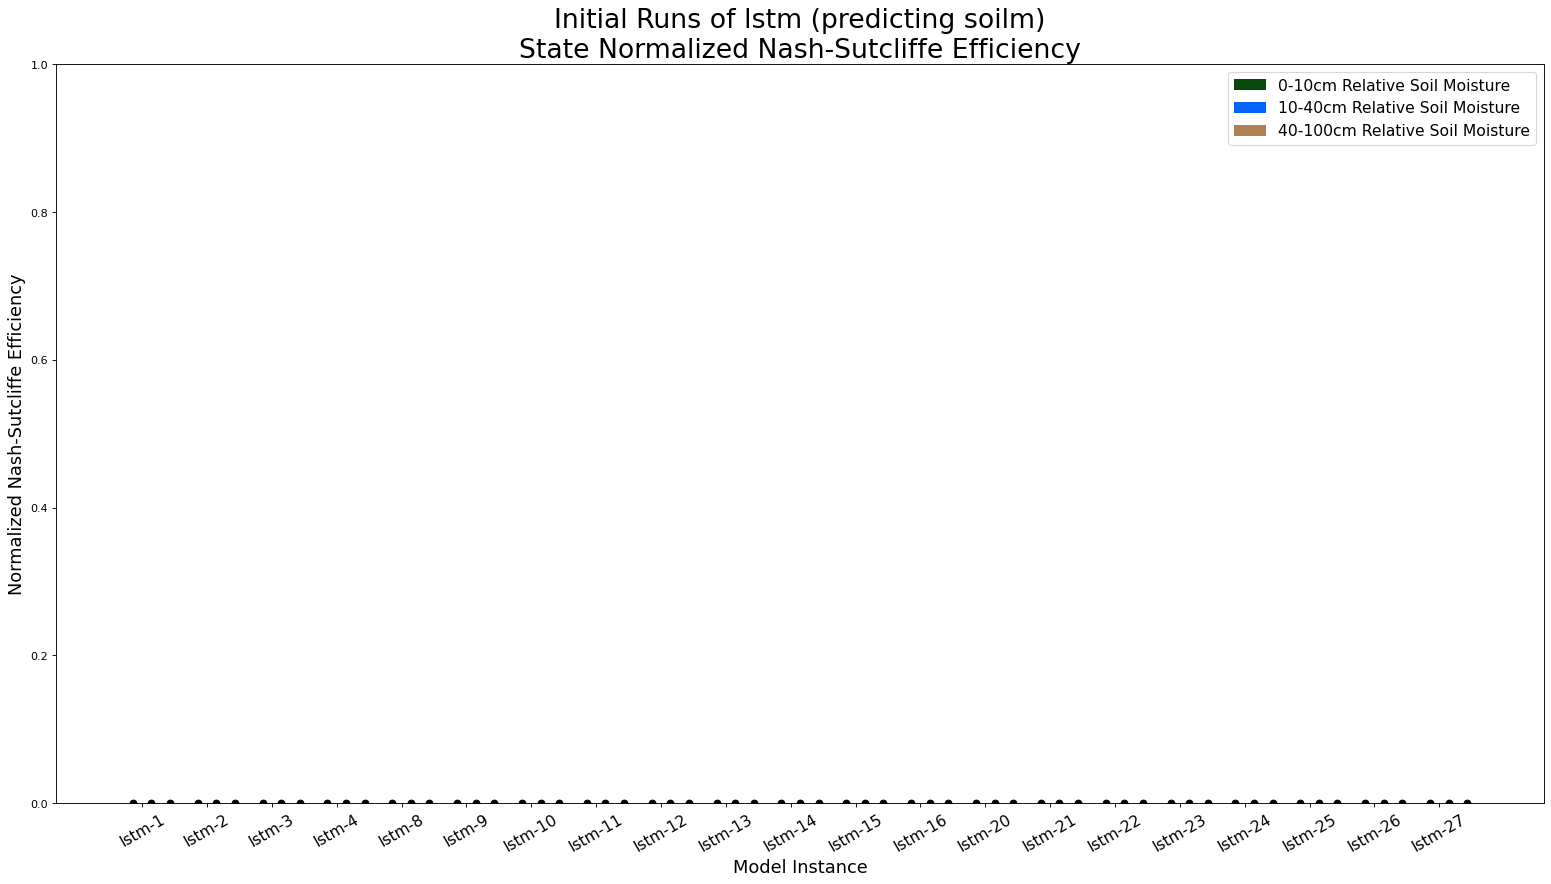 Initial Runs of lstm (predicting soilm)
State Normalized Nash-Sutcliffe Efficiency
1.0
0-10cm Relative Soil Moisture
10-40cm Relative Soil Moisture
40-100cm Relative Soil Moisture
0.8
0.6
0.4
0.2
0.0
Normalized Nash-Sutcliffe Efficiency
lstm-1
lstm-2
lstm-3
lstm-4
lstm-8
lstm-9
lstm-10
lstm-11
lstm-12
lstm-13
lstm-14
lstm-15
lstm-16
lstm-20
lstm-21
lstm-22
lstm-23
lstm-24
lstm-25
lstm-26
lstm-27
Model Instance